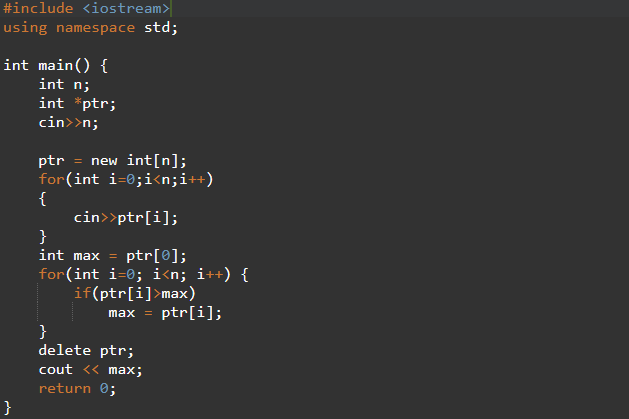 #include <iostream>
using namespace std;
int main() {
int n;
int *ptr;
cin>>n;
ptr = new int[n];
for(int i=0;i<n;i++)
{
cin>>ptr[i];
}
int max = ptr[0];
for(int i=0; i<n; i++) {
if(ptr[i]>max)
max = ptr[i];
}
delete ptr;
cout << max;
return 0;
}